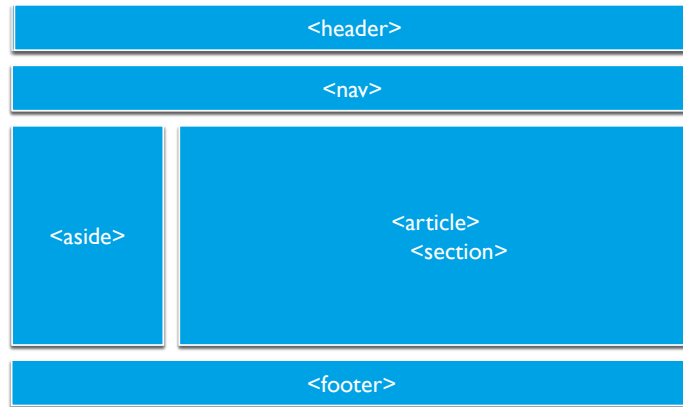 <header>
<nav>
<aside>
<article>
<section>
<footer>